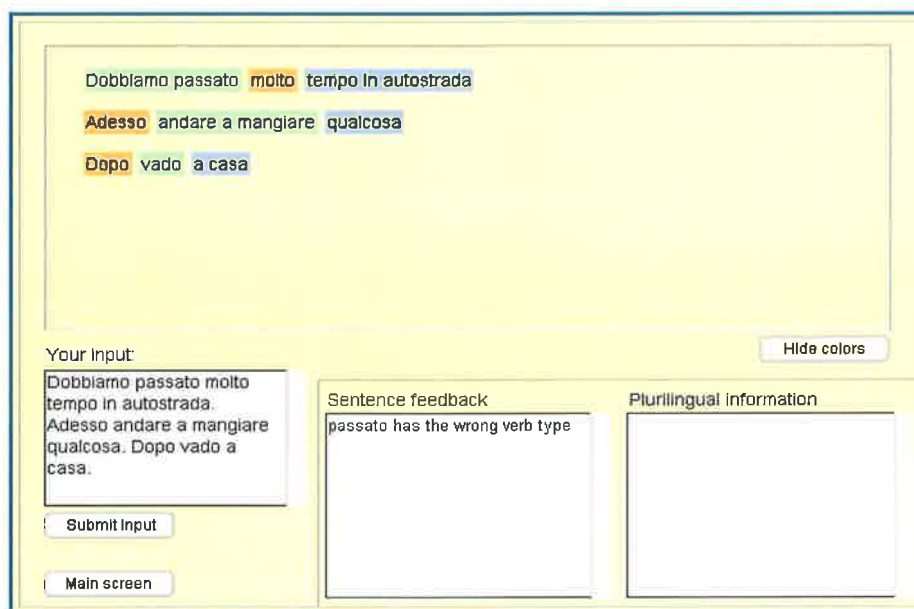 Dobbiamo passato molto tempo in autostrada
Adesso andare a mangiare qualcosa
Dopo vado a casa
Hide colors
Your input:
Dobbiamo passato molto
tempo in autostrada.
Adesso andare a mangiare
qualcosa. Dopo vado a
casa.
Submit input
Main screen
Sentence feedback
passato has the wrong verb type
Plurilingual information